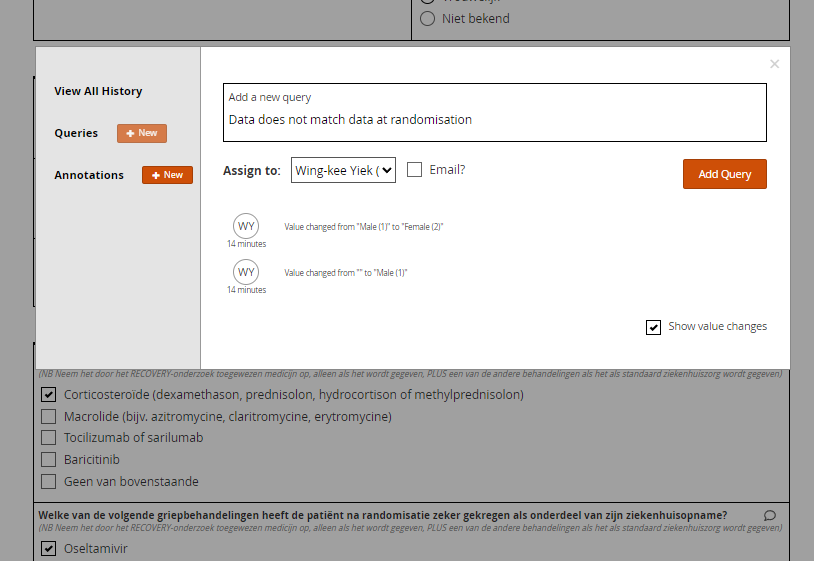 Niet bekend
×
View All History
Add a new query
Data does not match data at randomisation
Queries
+ New
Annotations
+ New
Assign to:
Wing-kee Yiek (
Email?
Add Query
WY
Value changed from "Male (1)" to "Female (2)"
14 minutes
WY
Value changed from "" to "Male (1)"
14 minutes
Show value changes
(NB Neem het door het RECOVERY-onderzoek toegewezen medicijn op, alleen als het wordt gegeven, PLUS een van de andere behandelingen als het als standaard ziekenhuiszorg wordt gegeven)
Corticosteroïde (dexamethason, prednisolon, hydrocortison of methylprednisolon)
Macrolide (bijv. azitromycine, claritromycine, erytromycine)
Tocilizumab of sarilumab
Baricitinib
Geen van bovenstaande
Welke van de volgende griepbehandelingen heeft de patiënt na randomisatie zeker gekregen als onderdeel van zijn ziekenhuisopname?
(NB Neem het door het RECOVERY-onderzoek toegewezen medicijn op, alleen als het wordt gegeven, PLUS een van de andere behandelingen als het als standaard ziekenhuiszorg wordt gegeven)
Oseltamivir